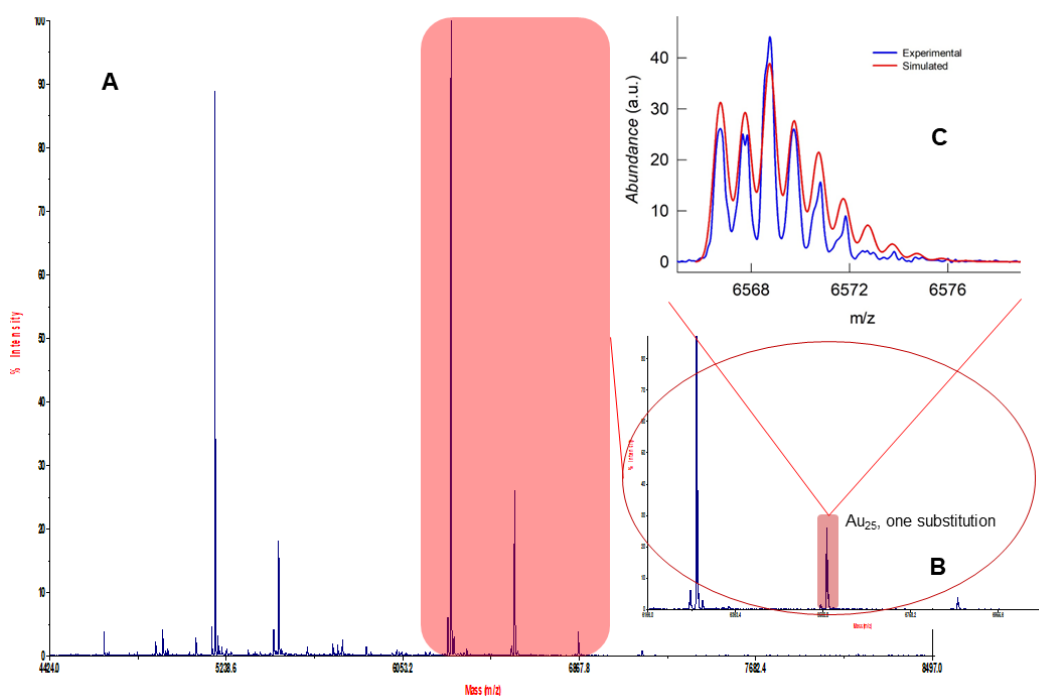 A
100
90
80
70
60
50
40
30
20
10
0
% Intensity
4424.0
5238.6
6053.2
6867.8
7682.4
8497.0
Mass (m/z)
C
Experimental
Simulated
Abundance (a.u.)
40
30
20
10
0
6568
6572
6576
m/z
B
Au25, one substitution
% Intensity
Mass (m/z)